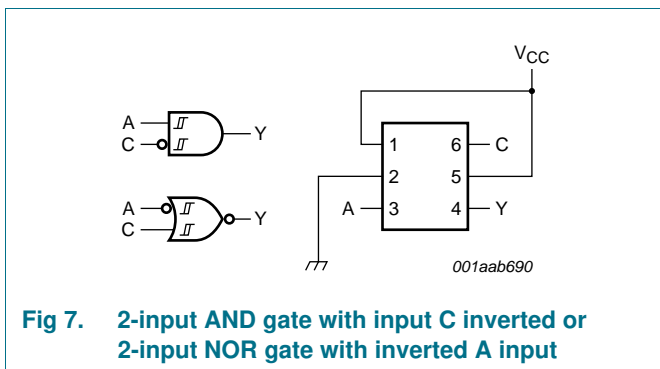 V_CC
A
C
Y
A
C
Y
1 6 C
2 5
A 3 4 Y
001aab690
Fig 7. 2-input AND gate with input C inverted or
2-input NOR gate with inverted A input